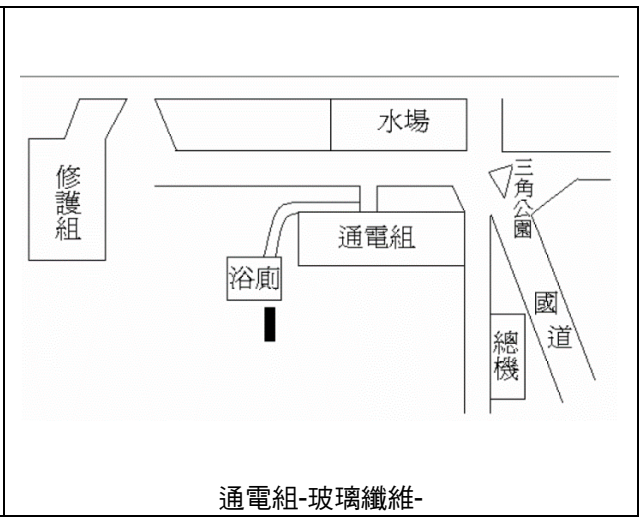 水場
三角公園
修護組
通電組
浴廁
國道
總機
通電組-玻璃纖維-